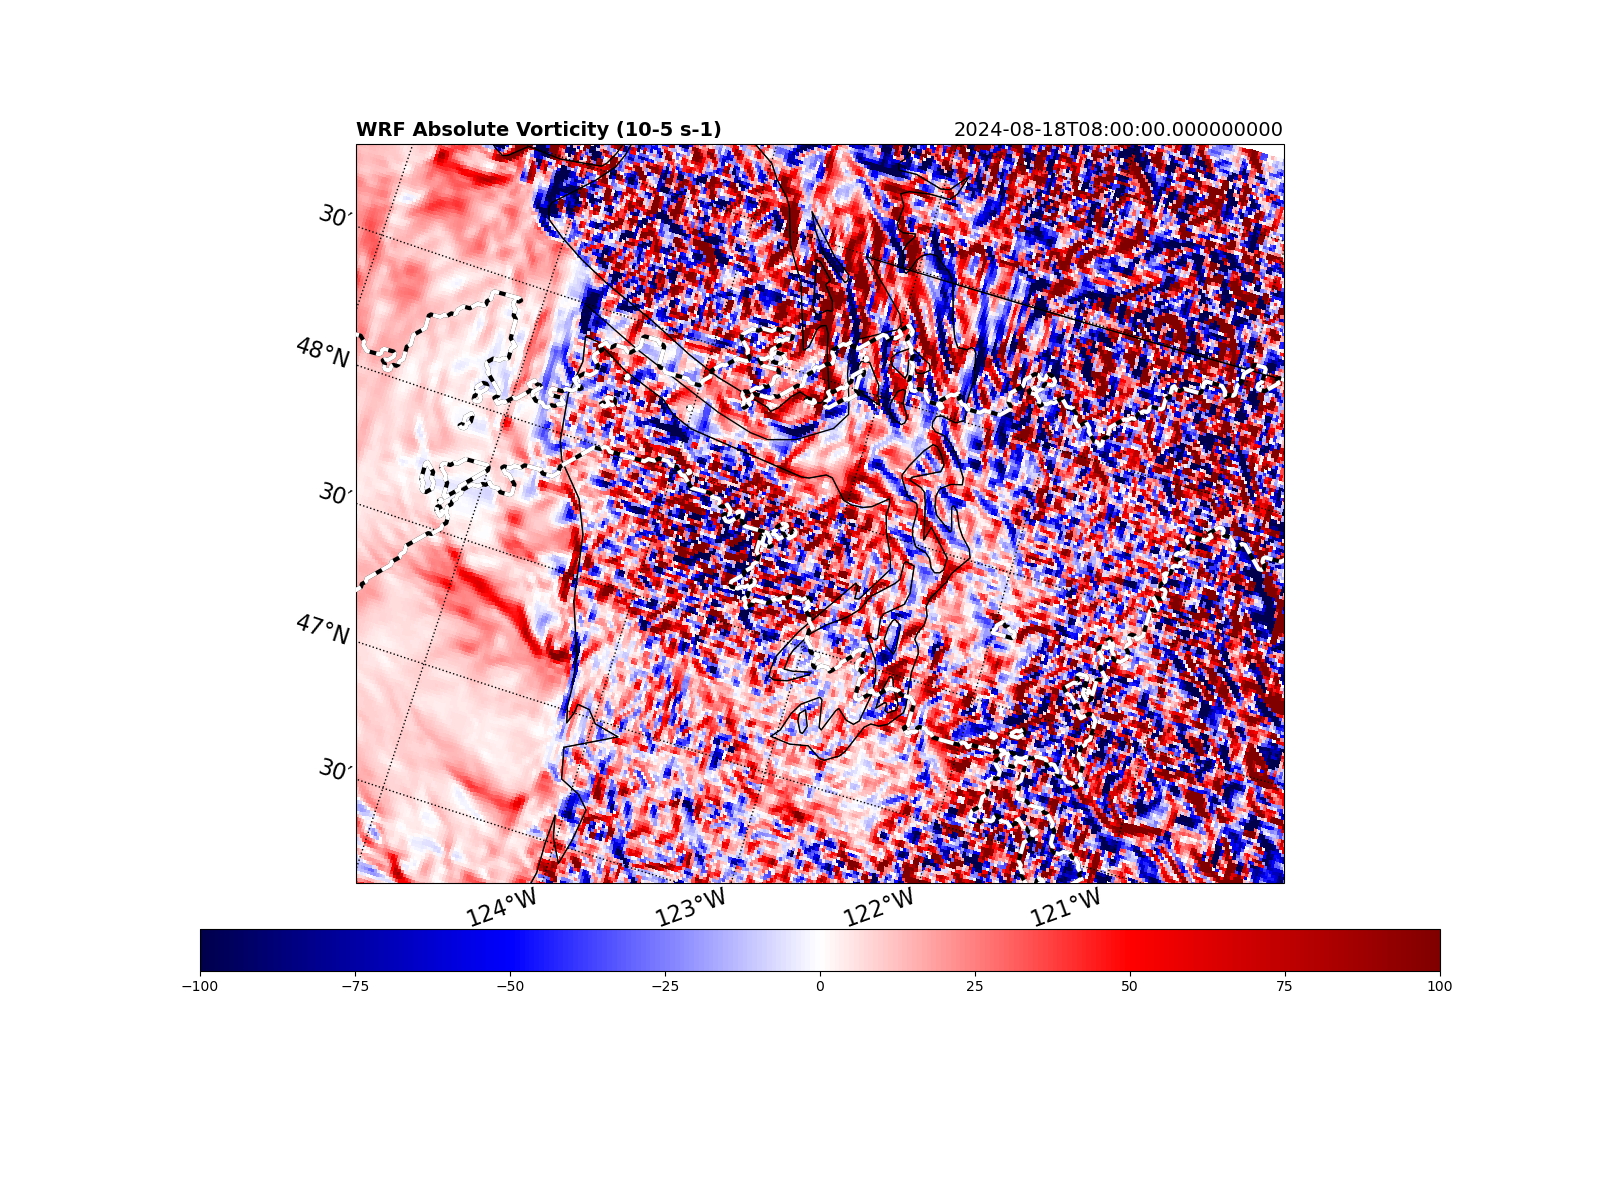 WRF Absolute Vorticity (10-5 s-1)
2024-08-18T08:00:00.000000000
30′
48°N
30′
47°N
30′
124°W
123°W
122°W
121°W
−100
−75
−50
−25
0
25
50
75
100